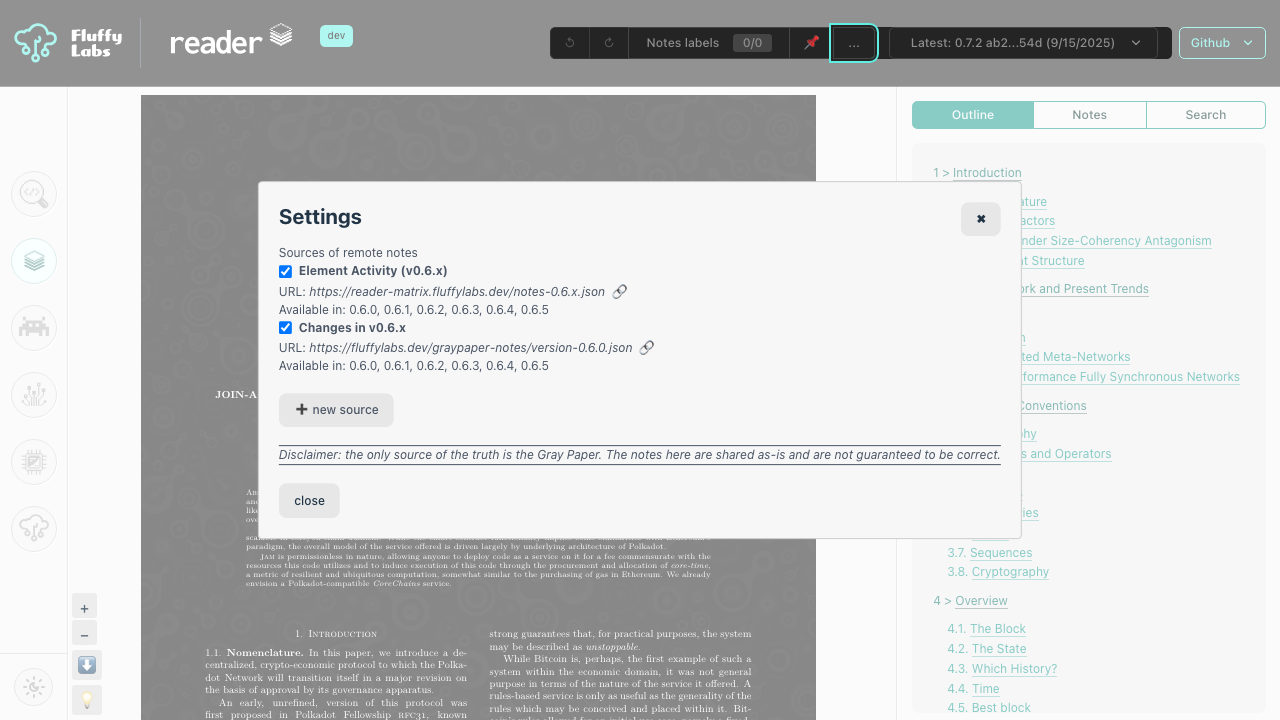 Fluffy
Labs
reader
dev
Notes labels 0/0
...
Latest: 0.7.2 ab2...54d (9/15/2025)
Github
Outline
Notes
Search
1 > Introduction
ature
actors
nder Size-Coherency Antagonism
nt Structure
ork and Present Trends
n
ted Meta-Networks
formance Fully Synchronous Networks
Conventions
hy
s and Operators
ies
3.7. Sequences
3.8. Cryptography
4 > Overview
4.1. The Block
4.2. The State
4.3. Which History?
4.4. Time
4.5. Best block
Settings
✖
Sources of remote notes
Element Activity (v0.6.x)
URL: https://reader-matrix.fluffylabs.dev/notes-0.6.x.json
Available in: 0.6.0, 0.6.1, 0.6.2, 0.6.3, 0.6.4, 0.6.5
Changes in v0.6.x
URL: https://fluffylabs.dev/graypaper-notes/version-0.6.0.json
Available in: 0.6.0, 0.6.1, 0.6.2, 0.6.3, 0.6.4, 0.6.5
➕ new source
Disclaimer: the only source of the truth is the Gray Paper. The notes here are shared as-is and are not guaranteed to be correct.
close
JOIN-A
paradigm, the overall model of the service offered is driven largely by underlying architecture of Polkadot.
Jam is permissionless in nature, allowing anyone to deploy code as a service on it for a fee commensurate with the
resources this code utilizes and to induce execution of this code through the procurement and allocation of core-time,
a metric of resilient and ubiquitous computation, somewhat similar to the purchasing of gas in Ethereum. We already
envision a Polkadot-compatible CoreChains service.
1. Introduction
1.1. Nomenclature. In this paper, we introduce a de-
centralized, crypto-economic protocol to which the Polka-
dot Network will transition itself in a major revision on
the basis of approval by its governance apparatus.
An early, unrefined, version of this protocol was
first proposed in Polkadot Fellowship RFC31, known
strong guarantees that, for practical purposes, the system
may be described as unstoppable.
While Bitcoin is, perhaps, the first example of such a
system within the economic domain, it was not general
purpose in terms of the nature of the service it offered. A
rules-based service is only as useful as the generality of the
rules which may be conceived and placed within it. Bit-
+
−